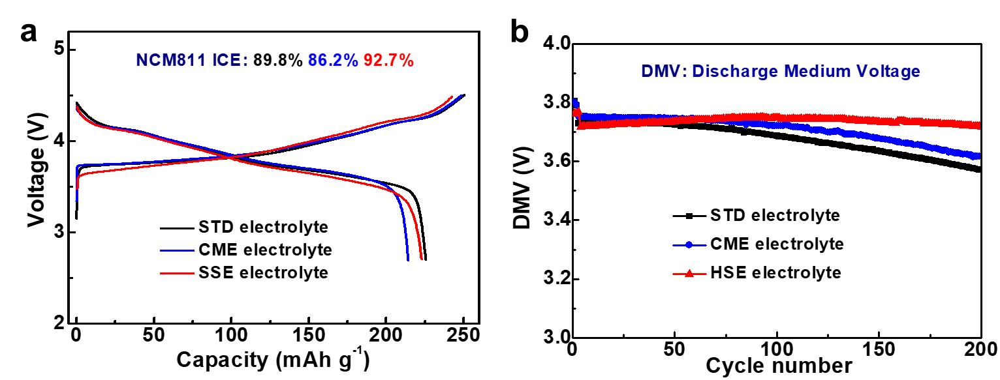 a
NCM811 ICE: 89.8% 86.2% 92.7%
5
4
3
2
Voltage (V)
STD electrolyte
CME electrolyte
SSE electrolyte
0 50 100 150 200 250
Capacity (mAh g-1)
b
DMV: Discharge Medium Voltage
4.0
3.8
3.6
3.4
3.2
3.0
DMV (V)
STD electrolyte
CME electrolyte
HSE electrolyte
0 50 100 150 200
Cycle number